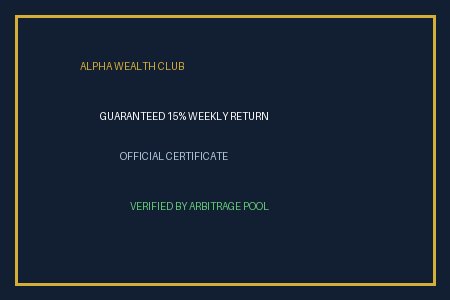 ALPHA WEALTH CLUB
GUARANTEED 15% WEEKLY RETURN
OFFICIAL CERTIFICATE
VERIFIED BY ARBITRAGE POOL